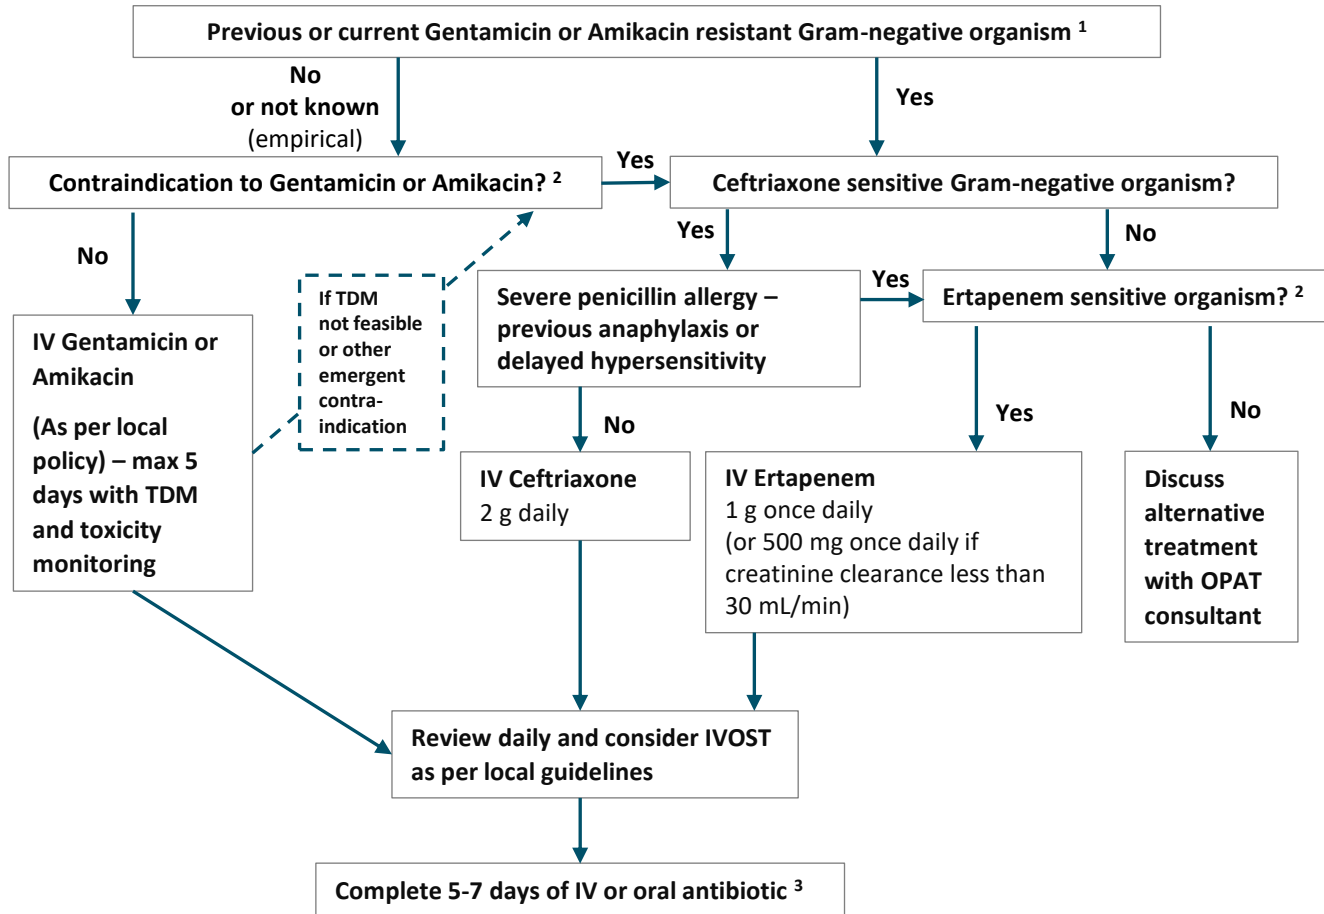 Previous or current Gentamicin or Amikacin resistant Gram-negative organism ¹
No
or not known
(empirical)
Yes
Contraindication to Gentamicin or Amikacin? ²
Yes
Ceftriaxone sensitive Gram-negative organism?
No
Yes
No
If TDM
not feasible
or other
emergent
contra-
indication
Severe penicillin allergy –
previous anaphylaxis or
delayed hypersensitivity
Yes
Ertapenem sensitive organism? ²
IV Gentamicin or
Amikacin
(As per local
policy) – max 5
days with TDM
and toxicity
monitoring
No
Yes
No
IV Ceftriaxone
2 g daily
IV Ertapenem
1 g once daily
(or 500 mg once daily if
creatinine clearance less than
30 mL/min)
Discuss
alternative
treatment
with OPAT
consultant
Review daily and consider IVOST
as per local guidelines
Complete 5-7 days of IV or oral antibiotic ³